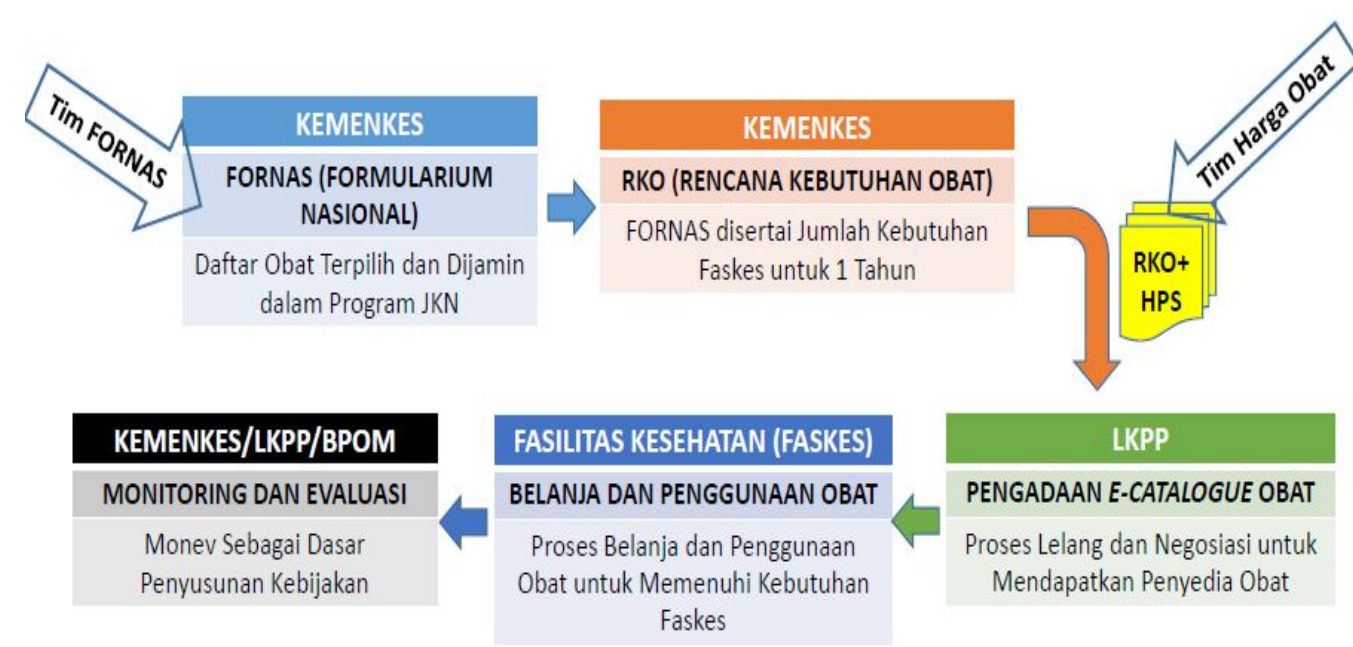 Tim FORNAS
KEMENKES
FORNAS (FORMULARIUM
NASIONAL)
Daftar Obat Terpilih dan Dijamin
dalam Program JKN
KEMENKES
RKO (RENCANA KEBUTUHAN OBAT)
FORNAS disertai Jumlah Kebutuhan
Faskes untuk 1 Tahun
Tim Harga Obat
RKO+
HPS
LKPP
PENGADAAN E-CATALOGUE OBAT
Proses Lelang dan Negosiasi untuk
Mendapatkan Penyedia Obat
FASILITAS KESEHATAN (FASKES)
BELANJA DAN PENGGUNAAN OBAT
Proses Belanja dan Penggunaan
Obat untuk Memenuhi Kebutuhan
Faskes
KEMENKES/LKPP/BPOM
MONITORING DAN EVALUASI
Monev Sebagai Dasar
Penyusunan Kebijakan